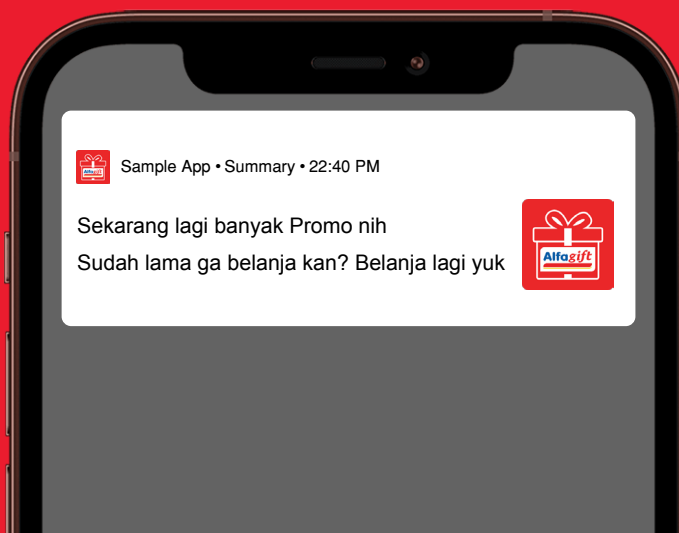 Sample App • Summary • 22:40 PM
Sekarang lagi banyak Promo nih
Sudah lama ga belanja kan? Belanja lagi yuk
Alfagift
Alfagift